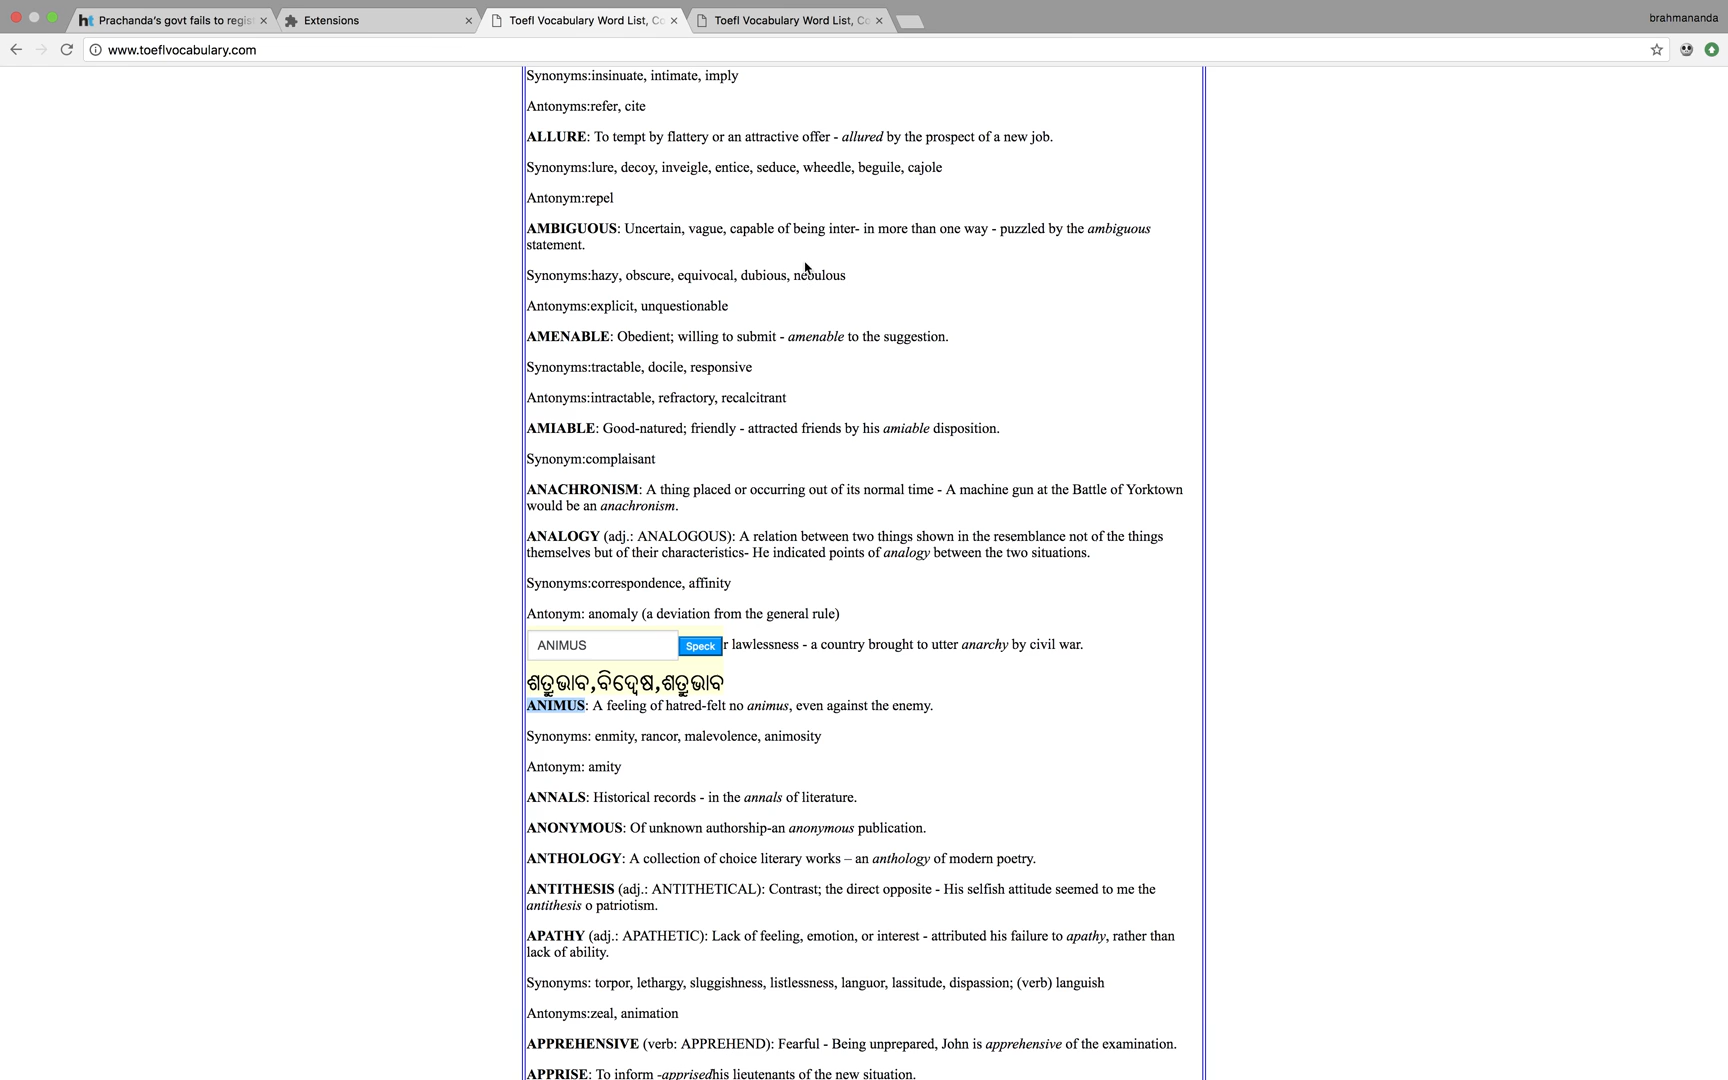 Prachanda's govt fails to regis
Extensions
Toefl Vocabulary Word List, Co
Toefl Vocabulary Word List, Co
brahmananda
www.toeflvocabulary.com
Synonyms:insinuate, intimate, imply
Antonyms:refer, cite
ALLURE: To tempt by flattery or an attractive offer - allured by the prospect of a new job.
Synonyms:lure, decoy, inveigle, entice, seduce, wheedle, beguile, cajole
Antonym:repel
AMBIGUOUS: Uncertain, vague, capable of being inter- in more than one way - puzzled by the ambiguous
statement.
Synonyms:hazy, obscure, equivocal, dubious, nebulous
Antonyms:explicit, unquestionable
AMENABLE: Obedient; willing to submit - amenable to the suggestion.
Synonyms:tractable, docile, responsive
Antonyms:intractable, refractory, recalcitrant
AMIABLE: Good-natured; friendly - attracted friends by his amiable disposition.
Synonym:complaisant
ANACHRONISM: A thing placed or occurring out of its normal time - A machine gun at the Battle of Yorktown
would be an anachronism.
ANALOGY (adj.: ANALOGOUS): A relation between two things shown in the resemblance not of the things
themselves but of their characteristics- He indicated points of analogy between the two situations.
Synonyms:correspondence, affinity
Antonym: anomaly (a deviation from the general rule)
ANIMUS Speck r lawlessness - a country brought to utter anarchy by civil war.
ଶତ୍ରୁଭାବ,ବିଦ୍ୱେଷ,ଶତ୍ରୁଭାବ
ANIMUS: A feeling of hatred-felt no animus, even against the enemy.
Synonyms: enmity, rancor, malevolence, animosity
Antonym: amity
ANNALS: Historical records - in the annals of literature.
ANONYMOUS: Of unknown authorship-an anonymous publication.
ANTHOLOGY: A collection of choice literary works – an anthology of modern poetry.
ANTITHESIS (adj.: ANTITHETICAL): Contrast; the direct opposite - His selfish attitude seemed to me the
antithesis o patriotism.
APATHY (adj.: APATHETIC): Lack of feeling, emotion, or interest - attributed his failure to apathy, rather than
lack of ability.
Synonyms: torpor, lethargy, sluggishness, listlessness, languor, lassitude, dispassion; (verb) languish
Antonyms:zeal, animation
APPREHENSIVE (verb: APPREHEND): Fearful - Being unprepared, John is apprehensive of the examination.
APPRISE: To inform -apprisedhis lieutenants of the new situation.